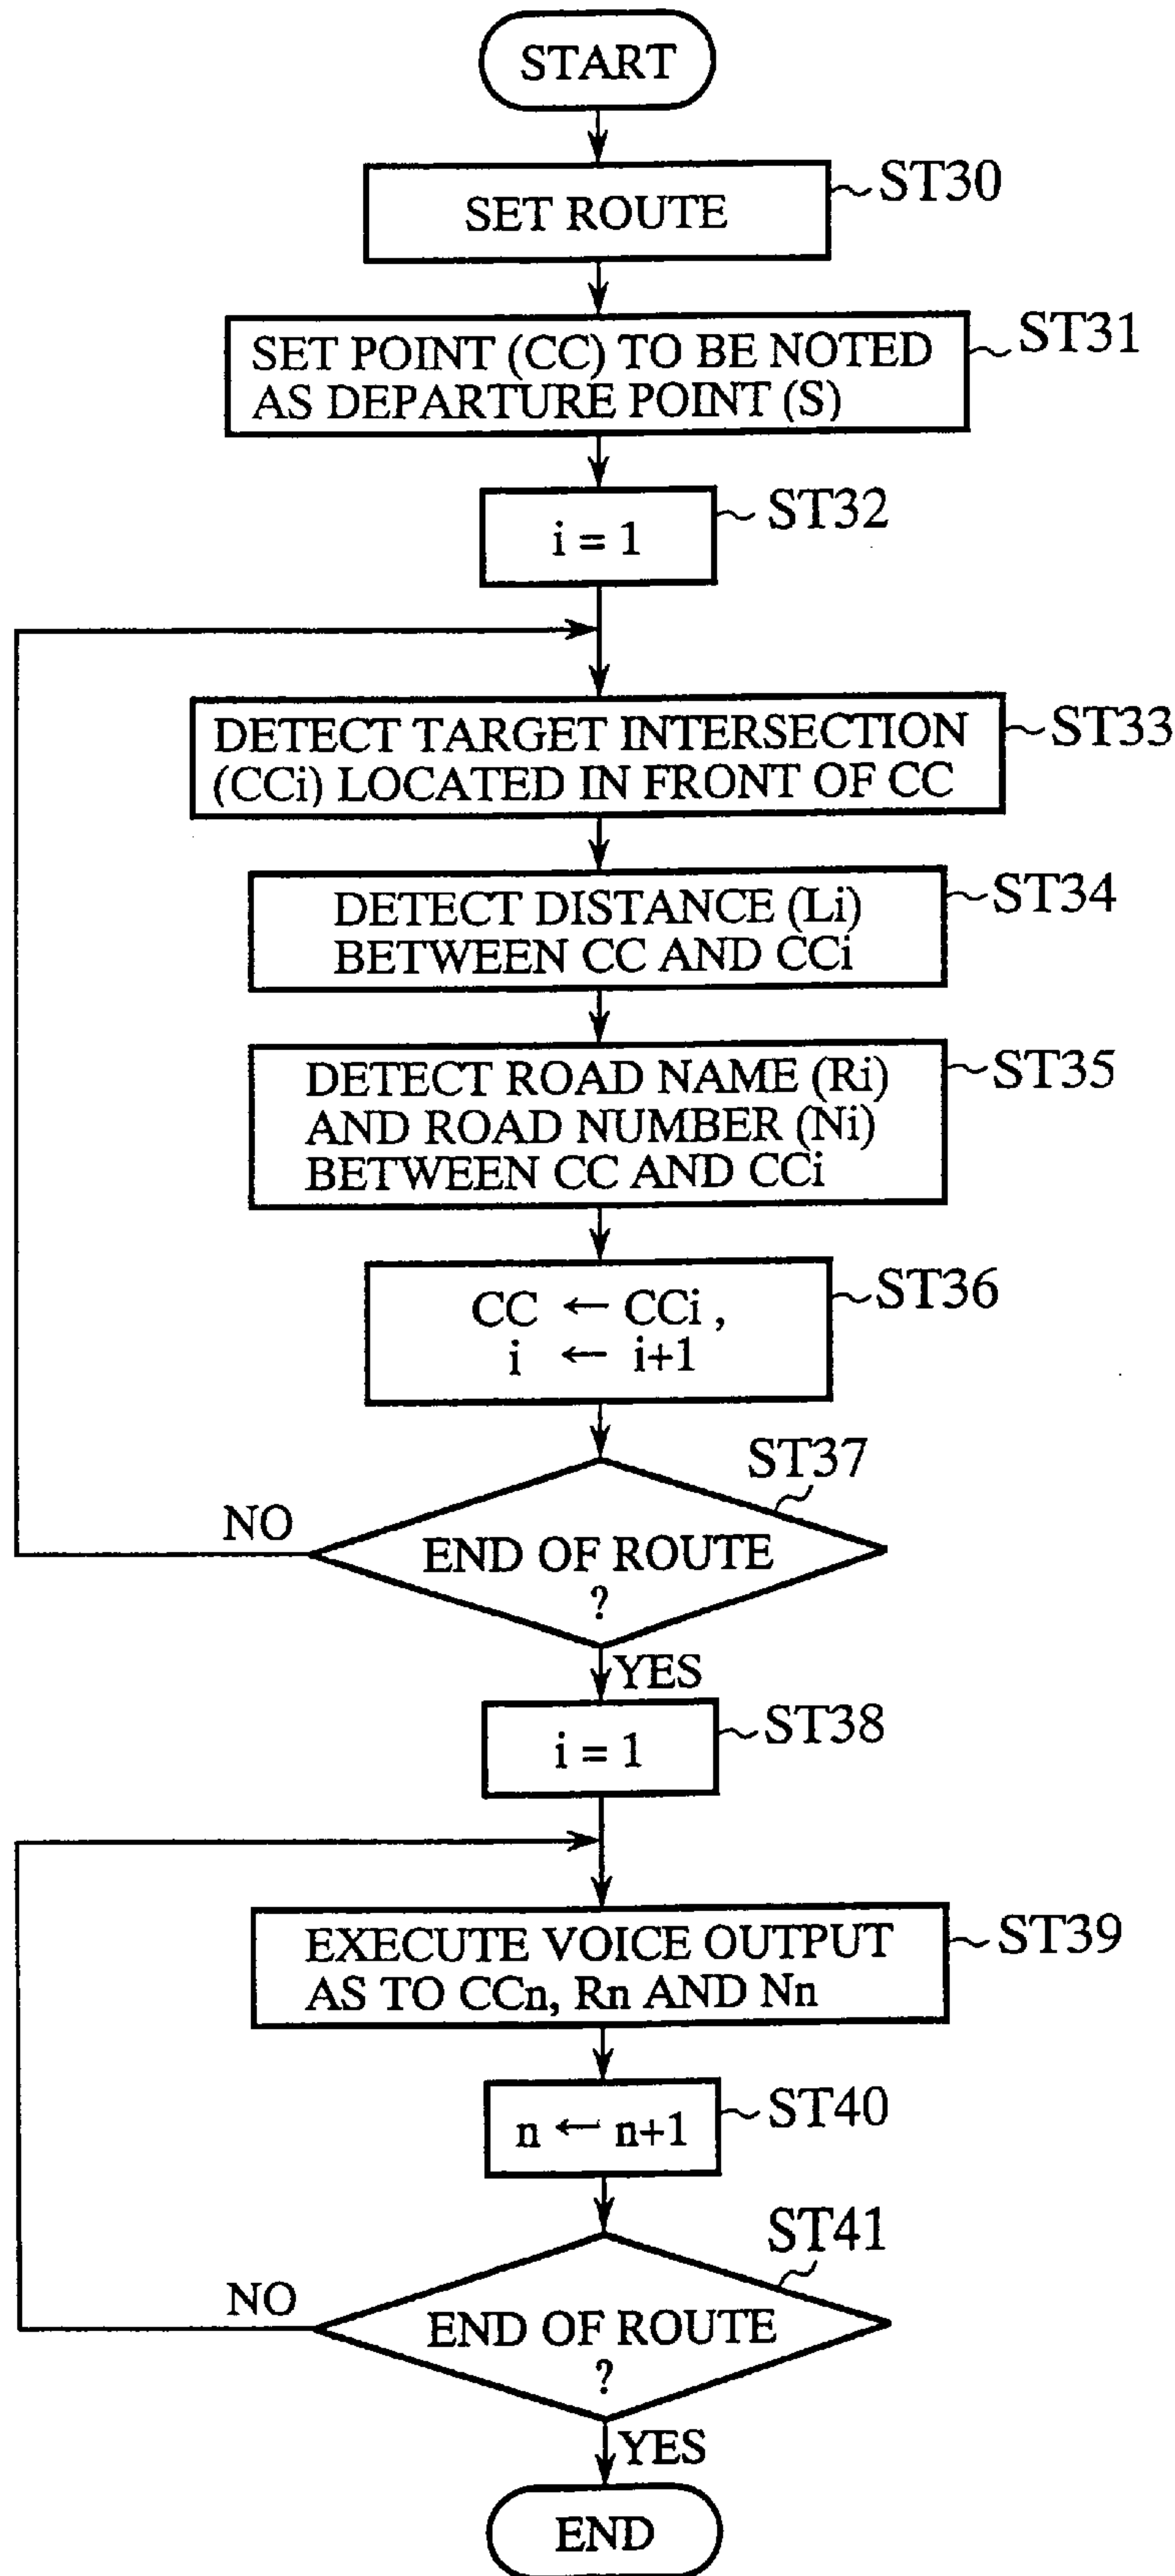 START
SET ROUTE
ST30
SET POINT (CC) TO BE NOTED
AS DEPARTURE POINT (S)
ST31
i = 1
ST32
DETECT TARGET INTERSECTION
(CCi) LOCATED IN FRONT OF CC
ST33
DETECT DISTANCE (Li)
BETWEEN CC AND CCi
ST34
DETECT ROAD NAME (Ri)
AND ROAD NUMBER (Ni)
BETWEEN CC AND CCi
ST35
CC ← CCi ,
i ← i+1
ST36
ST37
NO
END OF ROUTE
?
YES
i = 1
ST38
EXECUTE VOICE OUTPUT
AS TO CCn, Rn AND Nn
ST39
n ← n+1
ST40
ST41
NO
END OF ROUTE
?
YES
END